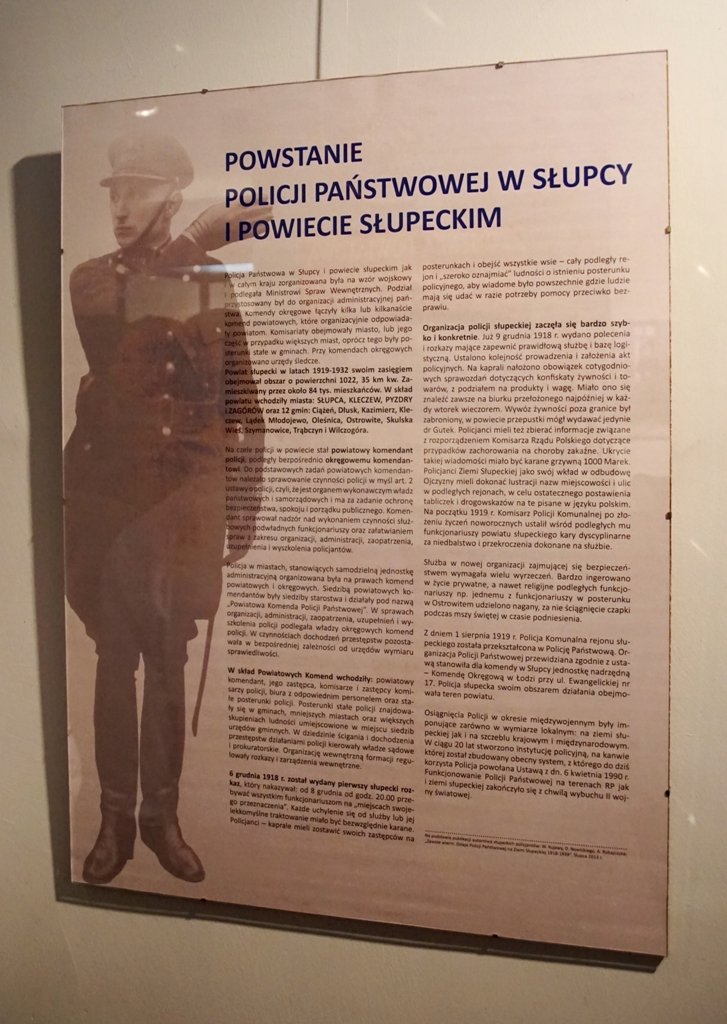 POWSTANIE
POLICJI PAŃSTWOWEJ W SŁUPCY
I POWIECIE SŁUPECKIM
Policja Państwowa w Słupcy i powiecie słupeckim jak
i w całym kraju zorganizowana była na wzór wojskowy
i podlegała Ministrowi Spraw Wewnętrznych. Podział
przystosowany był do organizacji administracyjnej pań-
stwa. Komendy okręgowe łączyły kilka lub kilkanaście
komend powiatowych, które organizacyjnie odpowiada-
ły powiatom. Komisariaty obejmowały miasto, lub jego
część w przypadku większych miast, oprócz tego były po-
sterunki stałe w gminach. Przy komendach okręgowych
organizowano urzędy śledcze.
Powiat słupecki w latach 1919-1932 swoim zasięgiem
obejmował obszar o powierzchni 1022, 35 km kw. Za-
mieszkiwany przez około 84 tys. mieszkańców. W skład
powiatu wchodziły miasta: SŁUPCA, KLECZEW, PYZDRY
i ZAGÓRÓW oraz 12 gmin: Ciążeń, Dłusk, Kazimierz, Kle-
czew, Lądek Młodojewo, Oleśnica, Ostrowite, Skulska
Wieś, Szymanowice, Trąbczyn i Wilczogóra.
Na czele policji w powiecie stał powiatowy komendant
policji, podległy bezpośrednio okręgowemu komendan-
towi. Do podstawowych zadań powiatowych komendan-
tów należało sprawowanie czynności policji w myśl art. 2
ustawy o policji, czyli, że jest organem wykonawczym władz
państwowych i samorządowych i ma za zadanie ochronę
bezpieczeństwa, spokoju i porządku publicznego. Komen-
dant sprawował nadzór nad wykonaniem czynności służ-
bowych podwładnych funkcjonariuszy oraz załatwianiem
spraw z zakresu organizacji, administracji, zaopatrzenia,
uzupełnienia i wyszkolenia policjantów.
Policja w miastach, stanowiących samodzielną jednostkę
administracyjną organizowana była na prawach komend
powiatowych i okręgowych. Siedzibą powiatowych ko-
mendantów były siedziby starostwa i działały pod nazwą
„Powiatowa Komenda Policji Państwowej". W sprawach
organizacji, administracji, zaopatrzenia, uzupełnień i wy-
szkolenia policji podlegała władzy okręgowych komend
policji. W czynnościach dochodzeń przestępstw pozosta-
wała w bezpośredniej zależności od urzędów wymiaru
sprawiedliwości.
W skład Powiatowych Komend wchodziły: powiatowy
komendant, jego zastępca, komisarze i zastępcy komi-
sarzy policji, biura z odpowiednim personelem oraz sta-
łe posterunki policji. Posterunki stałe policji znajdowa-
ły się w gminach, mniejszych miastach oraz większych
skupieniach ludności umiejscowione w miejscu siedzib
urzędów gminnych. W dziedzinie ścigania i dochodzenia
przestępstw działaniami policji kierowały władze sądowe
i prokuratorskie. Organizację wewnętrzną formacji regu-
lowały rozkazy i zarządzenia wewnętrzne.
6 grudnia 1918 r. został wydany pierwszy słupecki roz-
kaz, który nakazywał: od 8 grudnia od godz. 20.00 prze-
bywać wszystkim funkcjonariuszom na „miejscach swoje-
go przeznaczenia". Każde uchylenie się od służby lub jej
lekkomyślne traktowanie miało być bezwzględnie karane.
Policjanci – kaprale mieli zostawić swoich zastępców na
posterunkach i obejść wszystkie wsie – cały podległy re-
jon i „szeroko oznajmiać" ludności o istnieniu posterunku
policyjnego, aby wiadome było powszechnie gdzie ludzie
mają się udać w razie potrzeby pomocy przeciwko bez-
prawiu.
Organizacja policji słupeckiej zaczęła się bardzo szyb-
ko i konkretnie. Już 9 grudnia 1918 r. wydano polecenia
i rozkazy mające zapewnić prawidłową służbę i bazę logi-
styczną. Ustalono kolejność prowadzenia i założenia akt
policyjnych. Na kaprali nałożono obowiązek cotygodnio-
wych sprawozdań dotyczących konfiskaty żywności i to-
warów, z podziałem na produkty i wagę. Miało ono się
znaleźć zawsze na biurku przełożonego najpóźniej w każ-
dy wtorek wieczorem. Wywóz żywności poza granice był
zabroniony, w powiecie przepustki mógł wydawać jedynie
dr Gutek. Policjanci mieli też zbierać informacje związane
z rozporządzeniem Komisarza Rządu Polskiego dotyczące
przypadków zachorowania na choroby zakaźne. Ukrycie
takiej wiadomości miało być karane grzywną 1000 Marek.
Policjanci Ziemi Słupeckiej jako swój wkład w odbudowę
Ojczyzny mieli dokonać lustracji nazw miejscowości i ulic
w podległych rejonach, w celu ostatecznego postawienia
tabliczek i drogowskazów na te pisane w języku polskim.
Na początku 1919 r. Komisarz Policji Komunalnej po zło-
żeniu życzeń noworocznych ustalił wśród podległych mu
funkcjonariuszy powiatu słupeckiego kary dyscyplinarne
za niedbalstwo i przekroczenia dokonane na służbie.
Służba w nowej organizacji zajmującej się bezpieczeń-
stwem wymagała wielu wyrzeczeń. Bardzo ingerowano
w życie prywatne, a nawet religijne podległych funkcjo-
nariuszy np. jednemu z funkcjonariuszy w posterunku
w Ostrowitem udzielono nagany, za nie ściągnięcie czapki
podczas mszy świętej w czasie podniesienia.
Z dniem 1 sierpnia 1919 r. Policja Komunalna rejonu słu-
peckiego została przekształcona w Policję Państwową. Or-
ganizacja Policji Państwowej przewidziana zgodnie z usta-
wą stanowiła dla komendy w Słupcy jednostkę nadrzędną
– Komendę Okręgową w Łodzi przy ul. Ewangelickiej nr
17. Policja słupecka swoim obszarem działania obejmo-
wała teren powiatu.
Osiągnięcia Policji w okresie międzywojennym były im-
ponujące zarówno w wymiarze lokalnym: na ziemi słu-
peckiej jak i na szczeblu krajowym i międzynarodowym.
W ciągu 20 lat stworzono instytucję policyjną, na kanwie
której został zbudowany obecny system, z którego do dziś
korzysta Policja powołana Ustawą z dn. 6 kwietnia 1990 r.
Funkcjonowanie Policji Państwowej na terenach RP jak
i ziemi słupeckiej zakończyło się z chwilą wybuchu II woj-
ny światowej.
Na podstawie publikacji autorstwa słupeckich policjantów: